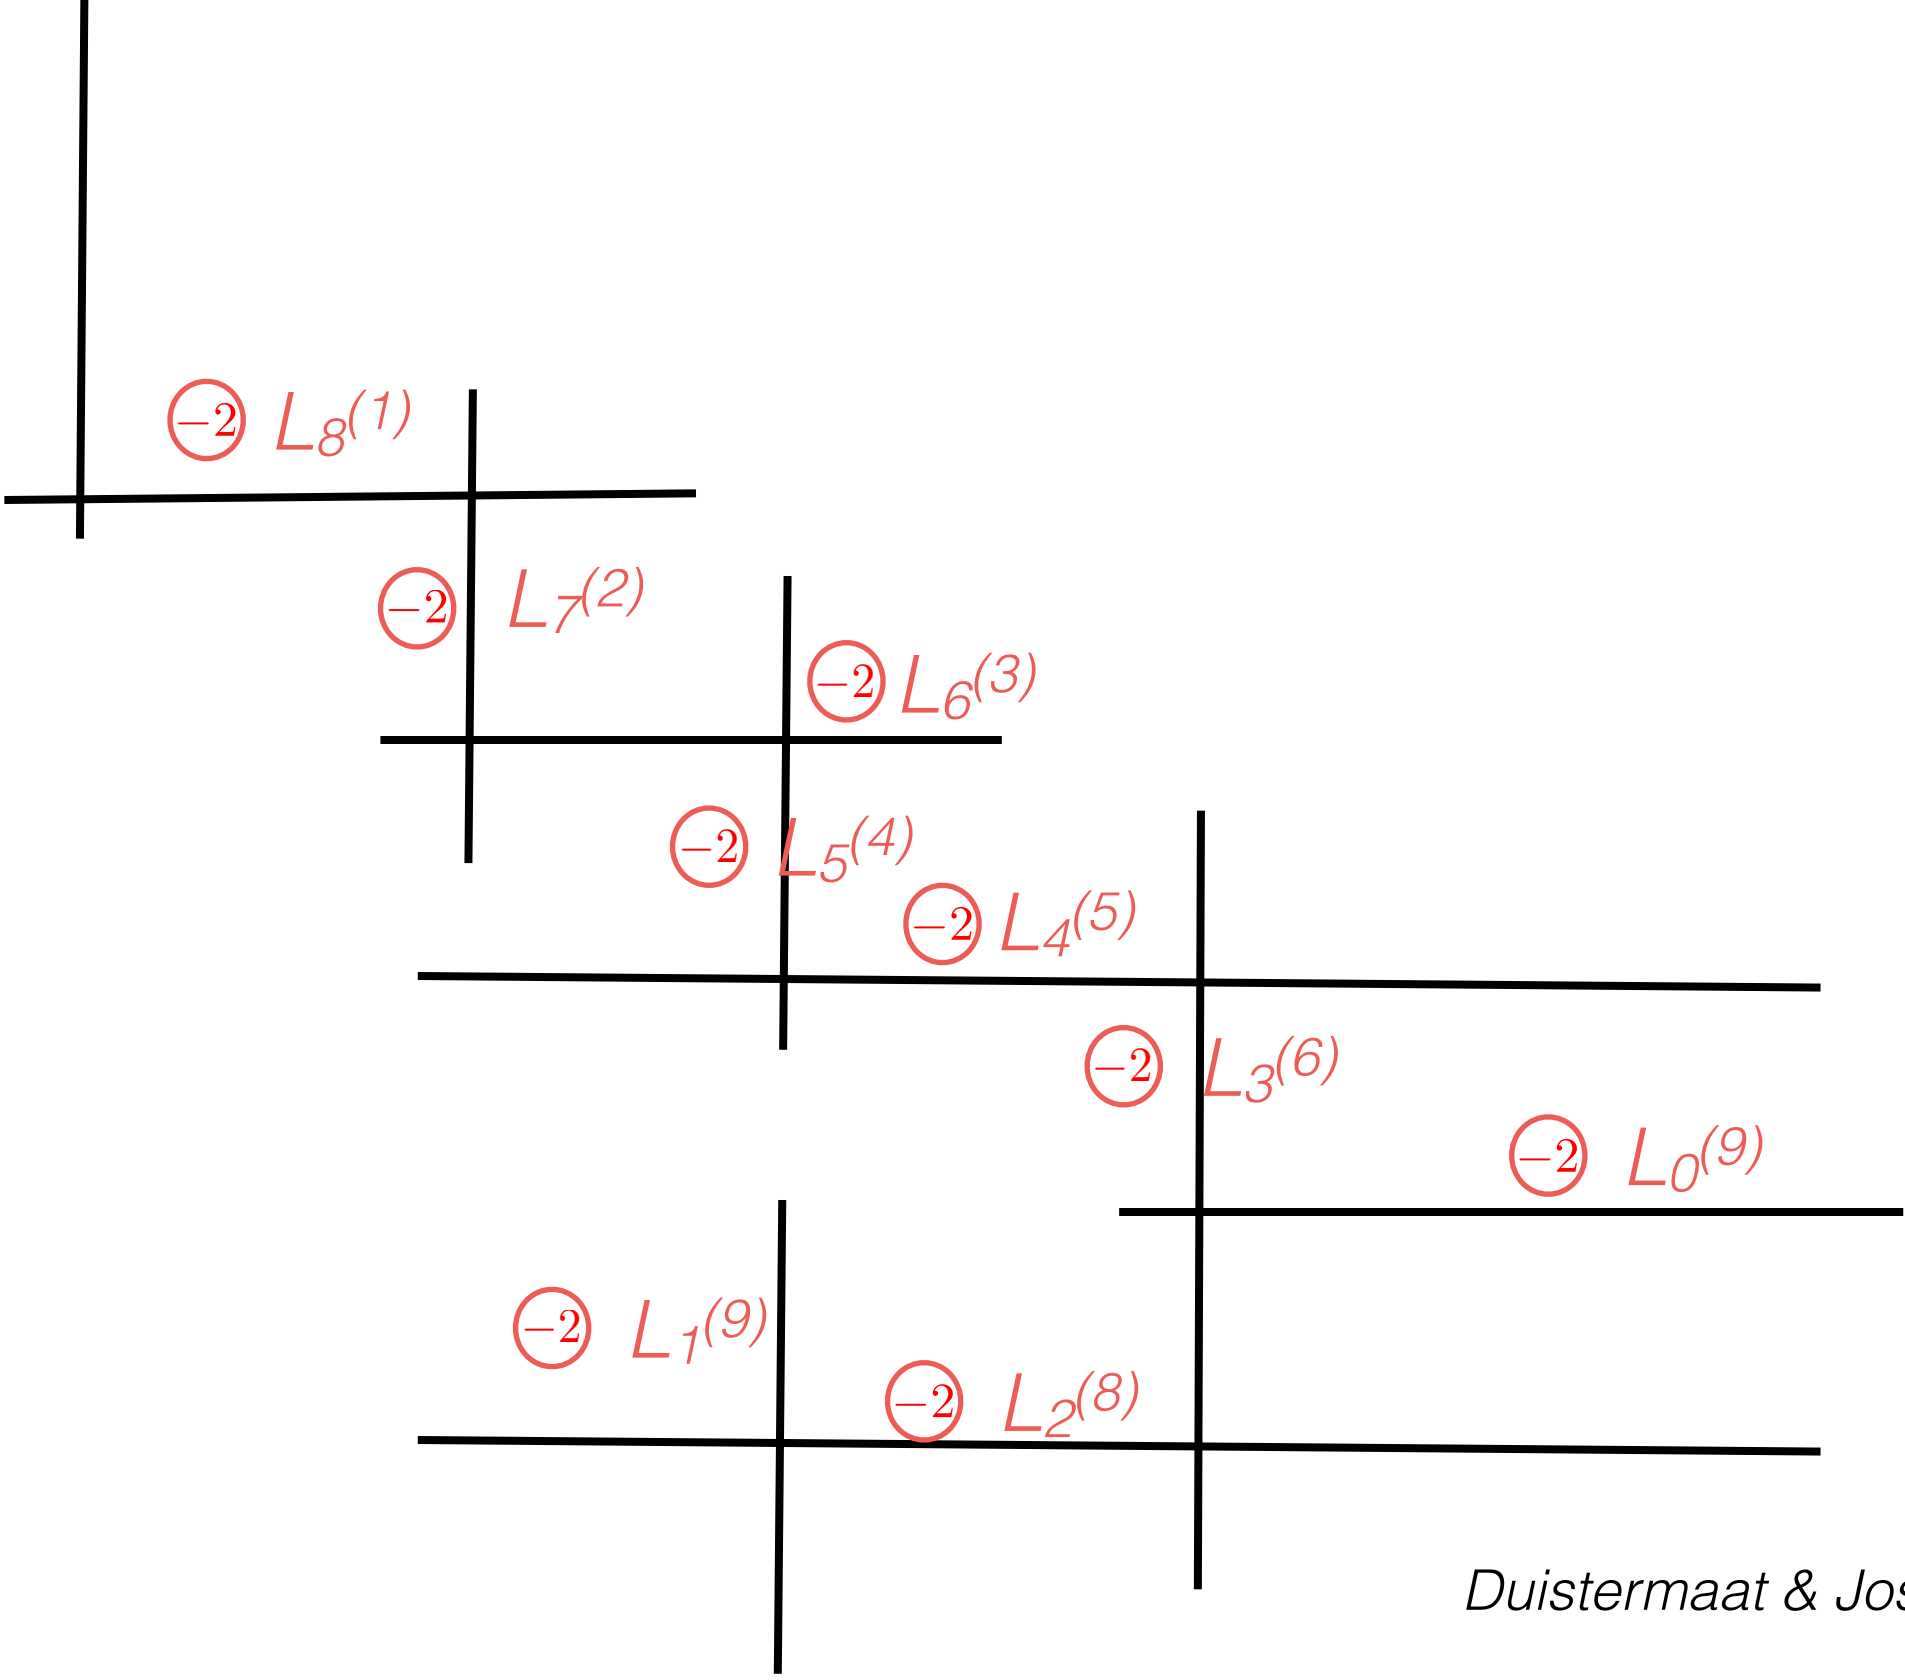 −2 L8(1)
−2 L7(2)
−2 L6(3)
−2 L5(4)
−2 L4(5)
−2 L3(6)
−2 L0(9)
−2 L1(9)
−2 L2(8)
Duistermaat & Jos